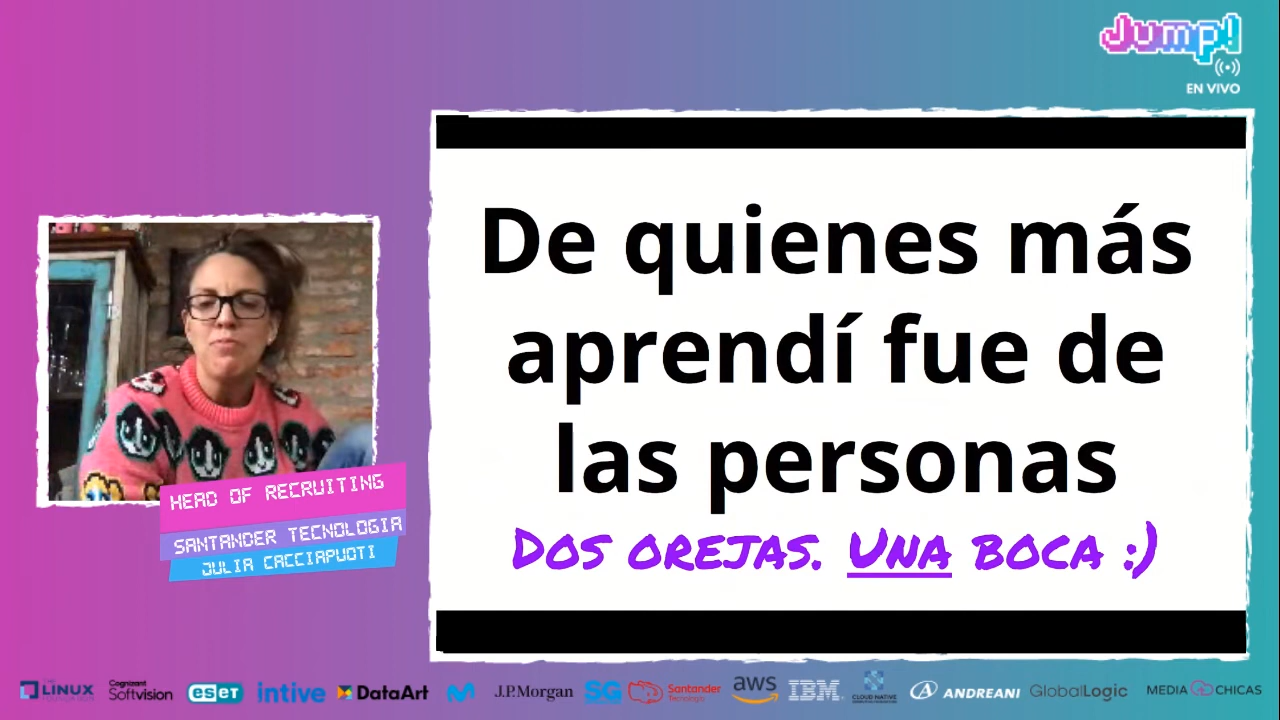 Jump!
EN VIVO
De quienes más
aprendí fue de
las personas
DOS OREJAS. UNA BOCA :)
HEAD OF RECRUITING
SANTANDER TECNOLOGIA
JULIA CACCIAPUOTI
THE LINUX FOUNDATION
Cognizant Softvision
eseT
intive
DataArt
J.P.Morgan
SG
Santander Tecnología
aws
IBM
CLOUD NATIVE
ANDREANI
GlobalLogic
MEDIA CHICAS